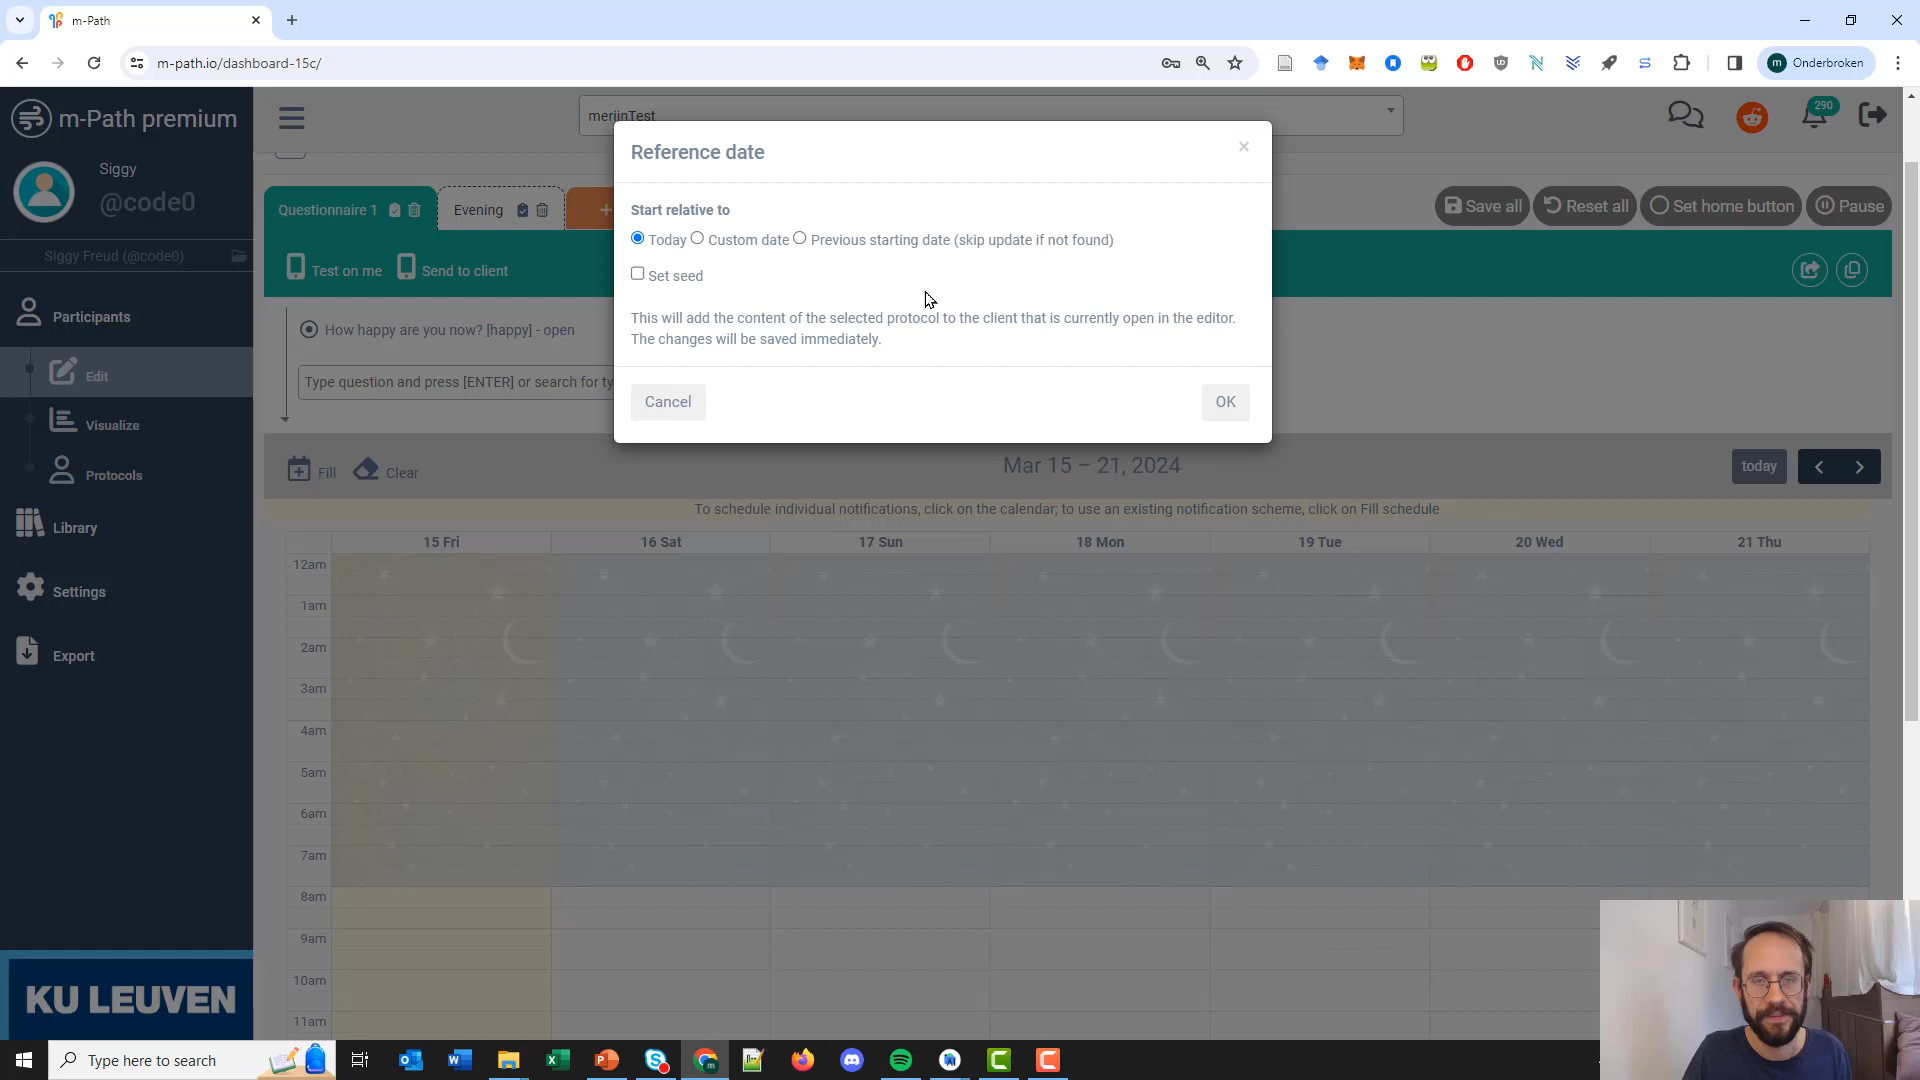 m-Path
m-path.io/dashboard-15c/
Onderbroken
m-Path premium
Siggy
@code0
Siggy Freud (@code0)
Participants
Edit
Visualize
Protocols
Library
Settings
Export
KU LEUVEN
merijnTest
290
Questionnaire 1
Evening
+
Save all
Reset all
Set home button
Pause
Test on me
Send to client
How happy are you now? [happy] - open
Type question and press [ENTER] or search for ty
Reference date
×
Start relative to
Today Custom date Previous starting date (skip update if not found)
Set seed
This will add the content of the selected protocol to the client that is currently open in the editor.
The changes will be saved immediately.
Cancel
OK
Fill
Clear
Mar 15 – 21, 2024
today
To schedule individual notifications, click on the calendar; to use an existing notification scheme, click on Fill schedule
15 Fri 16 Sat 17 Sun 18 Mon 19 Tue 20 Wed 21 Thu
12am
1am
2am
3am
4am
5am
6am
7am
8am
9am
10am
11am
Type here to search